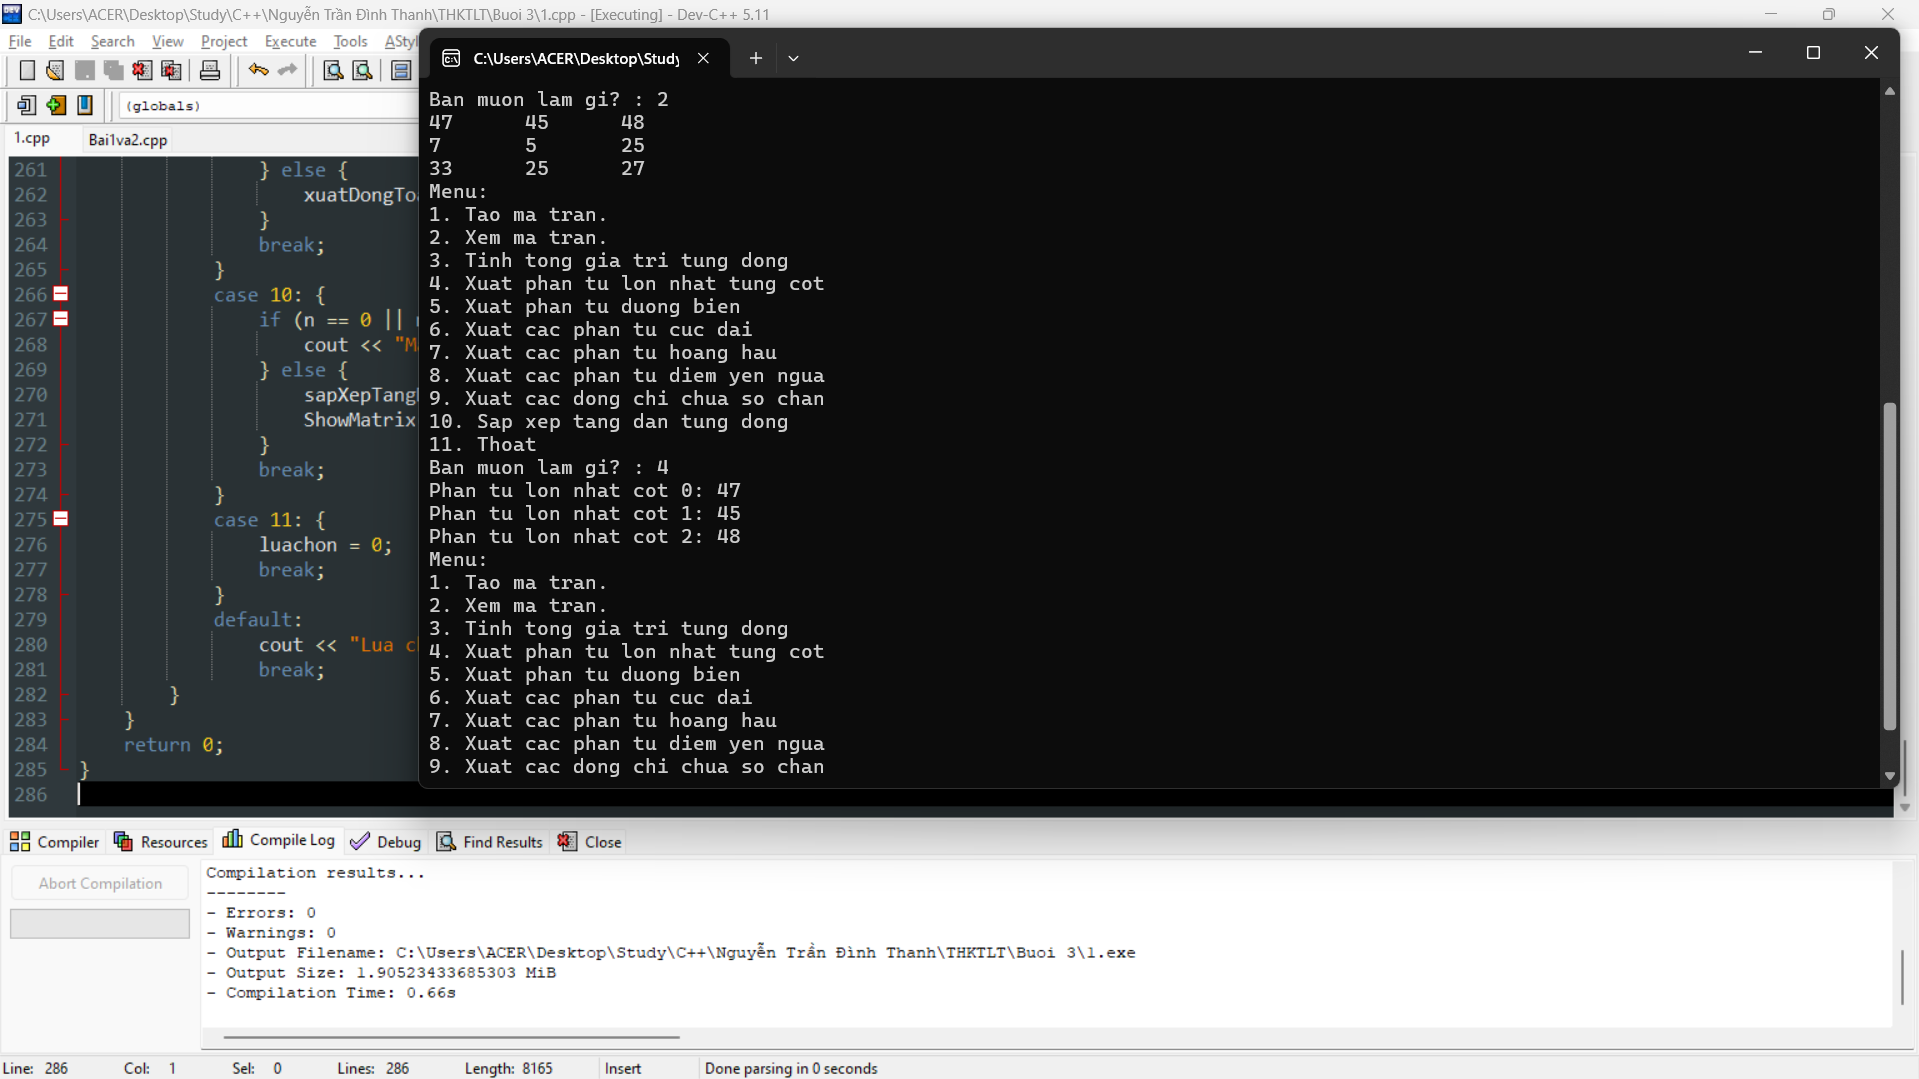 C:\Users\ACER\Desktop\Study\C++\Nguyễn Trần Đình Thanh\THKTLT\Buoi 3\1.cpp - [Executing] - Dev-C++ 5.11
File Edit Search View Project Execute Tools AStyl
C:\Users\ACER\Desktop\Study
(globals)
1.cpp Bai1va2.cpp
261 } else {
262 xuatDongToa
263 }
264 break;
265 }
266 case 10: {
267 if (n == 0 ||
268 cout << "Ma
269 } else {
270 sapXepTang
271 ShowMatrix
272 }
273 break;
274 }
275 case 11: {
276 luachon = 0;
277 break;
278 }
279 default:
280 cout << "Lua c
281 break;
282 }
283 }
284 return 0;
285 }
286
Ban muon lam gi? : 2
47 45 48
7 5 25
33 25 27
Menu:
1. Tao ma tran.
2. Xem ma tran.
3. Tinh tong gia tri tung dong
4. Xuat phan tu lon nhat tung cot
5. Xuat phan tu duong bien
6. Xuat cac phan tu cuc dai
7. Xuat cac phan tu hoang hau
8. Xuat cac phan tu diem yen ngua
9. Xuat cac dong chi chua so chan
10. Sap xep tang dan tung dong
11. Thoat
Ban muon lam gi? : 4
Phan tu lon nhat cot 0: 47
Phan tu lon nhat cot 1: 45
Phan tu lon nhat cot 2: 48
Menu:
1. Tao ma tran.
2. Xem ma tran.
3. Tinh tong gia tri tung dong
4. Xuat phan tu lon nhat tung cot
5. Xuat phan tu duong bien
6. Xuat cac phan tu cuc dai
7. Xuat cac phan tu hoang hau
8. Xuat cac phan tu diem yen ngua
9. Xuat cac dong chi chua so chan
Compiler Resources Compile Log Debug Find Results Close
Abort Compilation
Compilation results...
--------
- Errors: 0
- Warnings: 0
- Output Filename: C:\Users\ACER\Desktop\Study\C++\Nguyễn Trần Đình Thanh\THKTLT\Buoi 3\1.exe
- Output Size: 1.90523433685303 MiB
- Compilation Time: 0.66s
Line: 286 Col: 1 Sel: 0 Lines: 286 Length: 8165 Insert Done parsing in 0 seconds